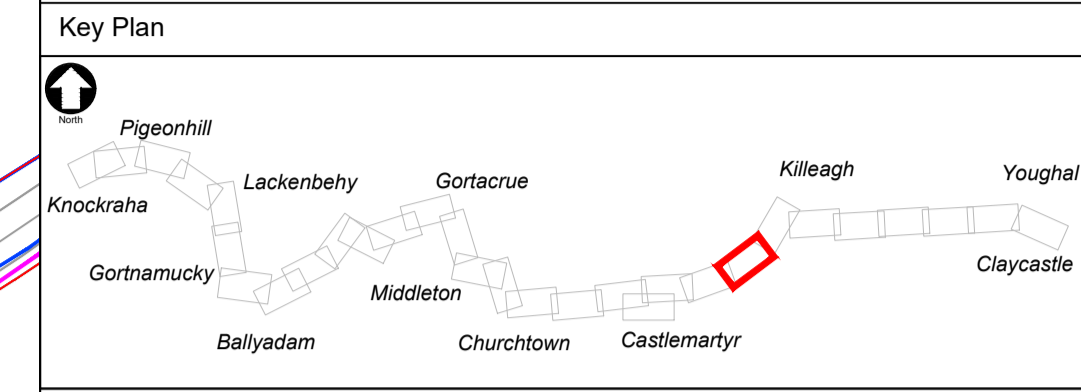 Key Plan
North
Pigeonhill
Killeagh
Youghal
Lackenbehy
Gortacrue
Knockraha
Claycastle
Gortnamucky
Middleton
Ballyadam
Churchtown
Castlemartyr